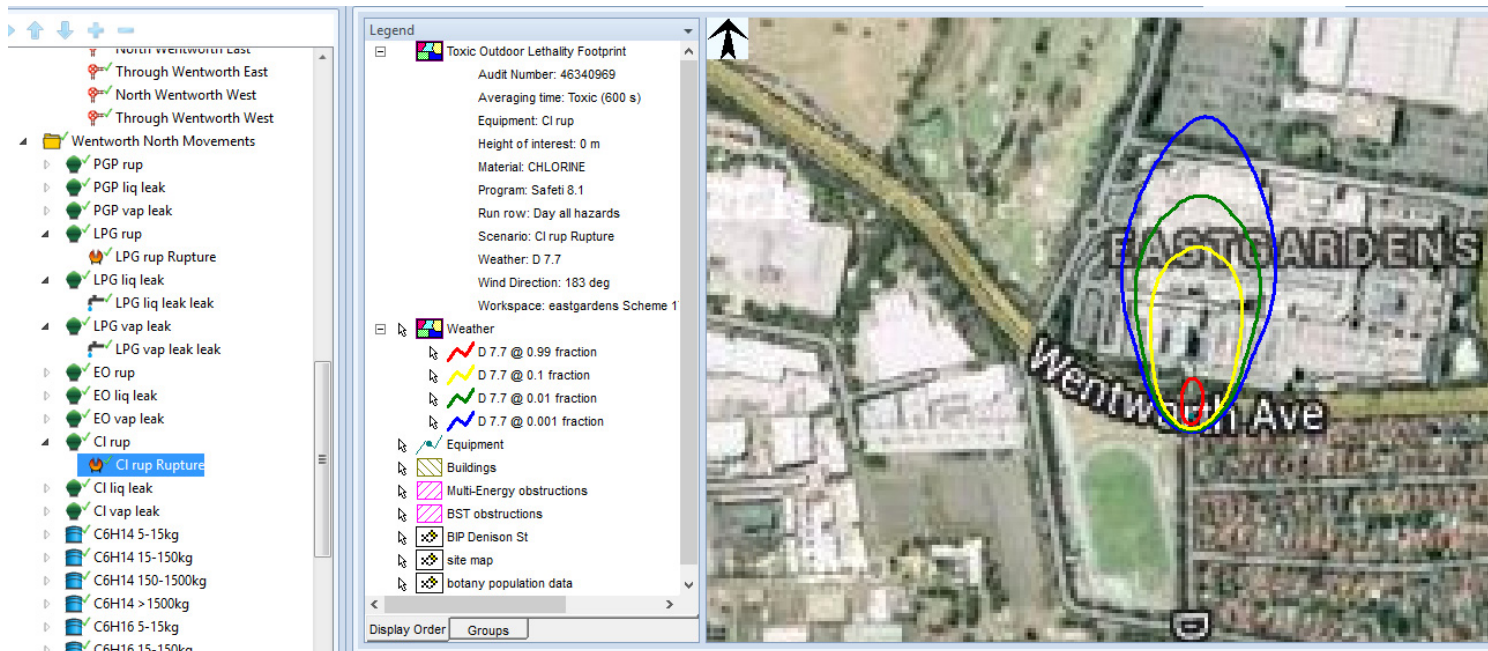 North Wentworth East
Through Wentworth East
North Wentworth West
Through Wentworth West
Wentworth North Movements
PGP rup
PGP liq leak
PGP vap leak
LPG rup
LPG rup Rupture
LPG liq leak
LPG liq leak leak
LPG vap leak
LPG vap leak leak
EO rup
EO liq leak
EO vap leak
Cl rup
Cl rup Rupture
Cl liq leak
Cl vap leak
C6H14 5-15kg
C6H14 15-150kg
C6H14 150-1500kg
C6H14 >1500kg
C6H16 5-15kg
C6H16 15-150kg
Legend
Toxic Outdoor Lethality Footprint
Audit Number: 46340969
Averaging time: Toxic (600 s)
Equipment: Cl rup
Height of interest: 0 m
Material: CHLORINE
Program: Safeti 8.1
Run row: Day all hazards
Scenario: Cl rup Rupture
Weather: D 7.7
Wind Direction: 183 deg
Workspace: eastgardens Scheme 1
Weather
D 7.7 @ 0.99 fraction
D 7.7 @ 0.1 fraction
D 7.7 @ 0.01 fraction
D 7.7 @ 0.001 fraction
Equipment
Buildings
Multi-Energy obstructions
BST obstructions
BIP Denison St
site map
botany population data
Display Order Groups
EASTGARDENS
Wentworth Ave